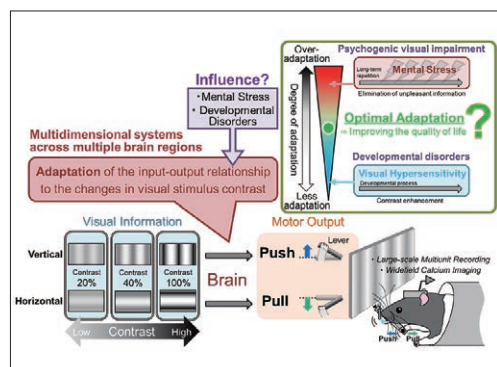 Influence?
・Mental Stress
・Developmental
Disorders
Multidimensional systems
across multiple brain regions
Adaptation of the input-output relationship
to the changes in visual stimulus contrast
Over-
adaptation
Degree of adaptation
Less
adaptation
Psychogenic visual impairment
Long-term
repetition
Mental Stress
Elimination of unpleasant information
Optimal Adaptation
→ Improving the quality of life
?
Developmental disorders
Visual Hypersensitivity
Developmental process
Contrast enhancement
Visual Information
Vertical
Contrast
20%
Contrast
40%
Contrast
100%
Horizontal
Low
Contrast
High
Brain
Motor Output
Push
Lever
Pull
・Large-scale Multiunit Recording
・Widefield Calcium Imaging
Push
Pull